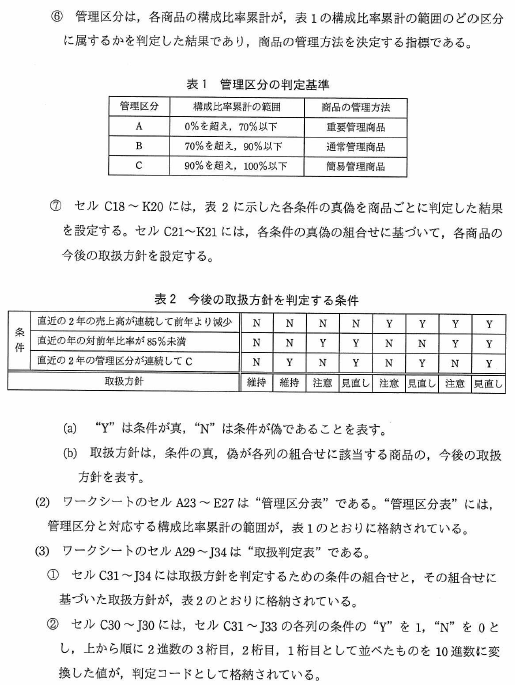 ⑥ 管理区分は，各商品の構成比率累計が，表１の構成比率累計の範囲のどの区分
に属するかを判定した結果であり，商品の管理方法を決定する指標である。
表１　管理区分の判定基準
管理区分 構成比率累計の範囲 商品の管理方法
A 0％を超え，70％以下 重要管理商品
B 70％を超え，90％以下 通常管理商品
C 90％を超え，100％以下 簡易管理商品
⑦ セル C18～K20 には，表２に示した各条件の真偽を商品ごとに判定した結果
を設定する。セル C21～K21 には，各条件の真偽の組合せに基づいて，各商品の
今後の取扱方針を設定する。
表２　今後の取扱方針を判定する条件
条件
直近の２年の売上高が連続して前年より減少 N N N N Y Y Y Y
直近の年の対前年比率が 85％未満 N N Y Y N N Y Y
直近の２年の管理区分が連続して C N Y N Y N Y N Y
取扱方針 維持 維持 注意 見直し 注意 見直し 注意 見直し
(a) “Y”は条件が真，“N”は条件が偽であることを表す。
(b) 取扱方針は，条件の真，偽が各列の組合せに該当する商品の，今後の取扱
方針を表す。
(2) ワークシートのセル A23～E27 は“管理区分表”である。“管理区分表”には，
管理区分と対応する構成比率累計の範囲が，表１のとおりに格納されている。
(3) ワークシートのセル A29～J34 は“取扱判定表”である。
① セル C31～J34 には取扱方針を判定するための条件の組合せと，その組合せに
基づいた取扱方針が，表２のとおりに格納されている。
② セル C30～J30 には，セル C31～J33 の各列の条件の“Y”を 1，“N”を 0 と
し，上から順に２進数の３桁目，２桁目，１桁目として並べたものを 10 進数に変
換した値が，判定コードとして格納されている。